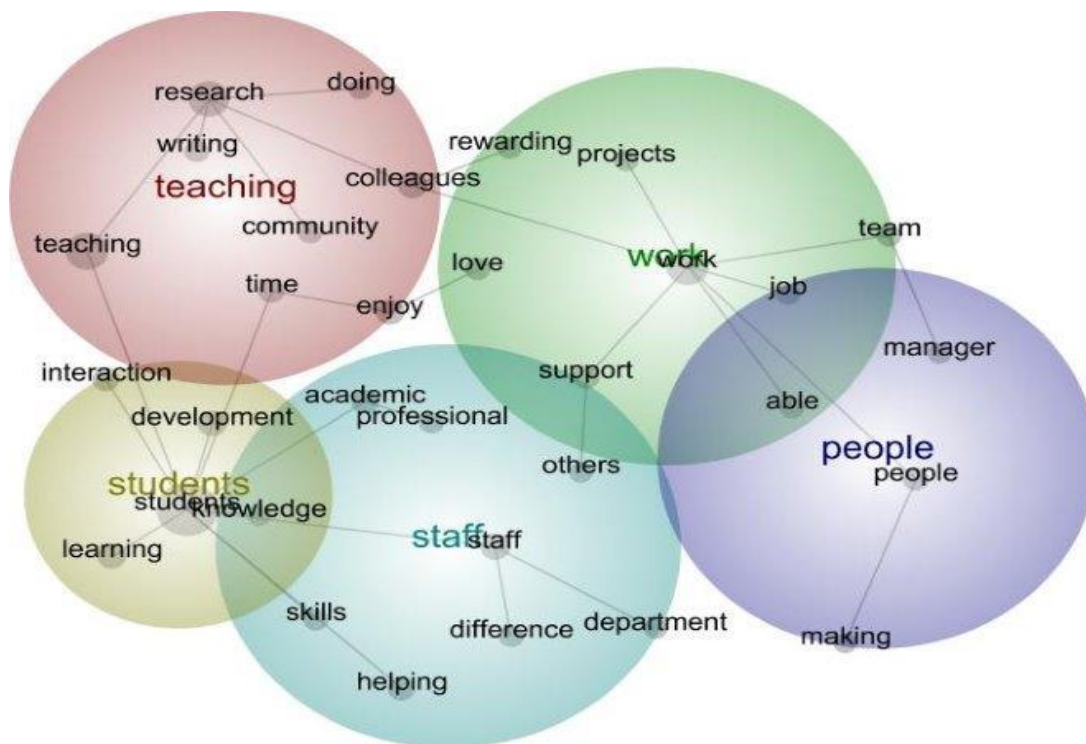 research
doing
writing
rewarding
projects
teaching
colleagues
community
teaching
team
work
work
love
time
job
enjoy
manager
interaction
support
academic
able
development
professional
people
others
people
students
students
knowledge
staff
staff
learning
skills
difference
department
making
helping